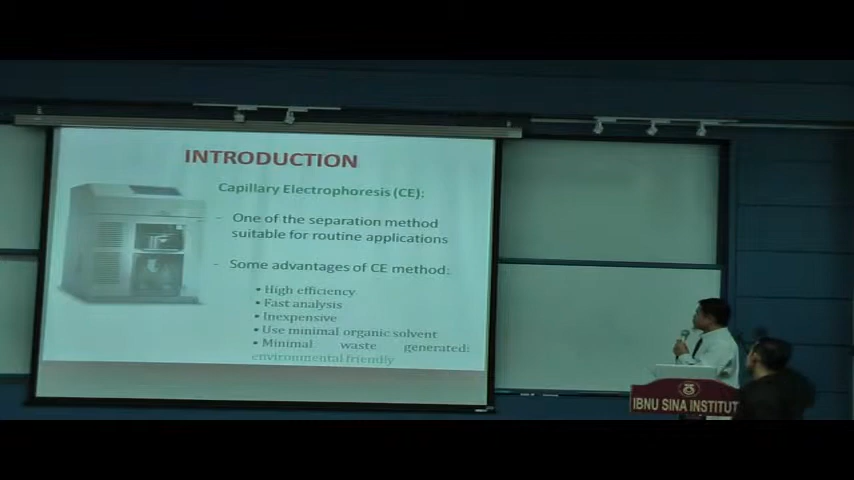 INTRODUCTION
Capillary Electrophoresis (CE):
- One of the separation method
suitable for routine applications
- Some advantages of CE method:
• High efficiency
• Fast analysis
• Inexpensive
• Use minimal organic solvent
• Minimal waste generated:
environmental friendly
IBNU SINA INSTITUT